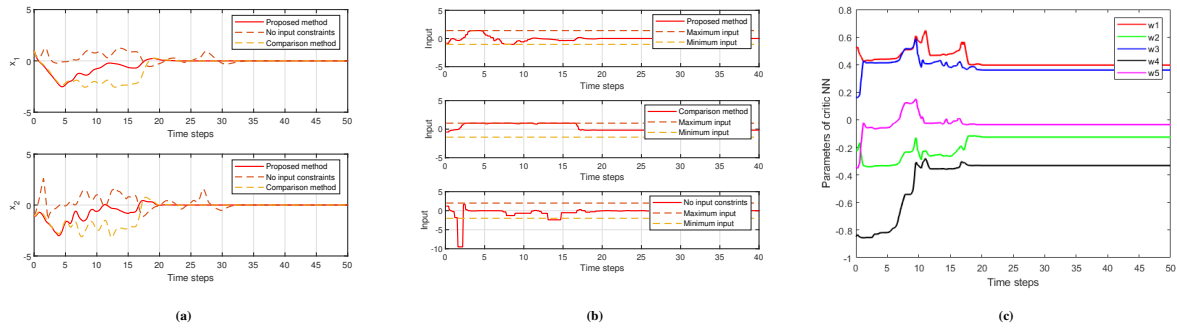 5
0
-5
x1
0 5 10 15 20 25 30 35 40 45 50
Time steps
Proposed method
No input constraints
Comparison method
5
0
-5
x2
0 5 10 15 20 25 30 35 40 45 50
Time steps
Proposed method
No input constraints
Comparison method
(a)
5
0
-5
Input
0 5 10 15 20 25 30 35 40
Time steps
Proposed method
Maximum input
Minimum input
5
0
-5
Input
0 5 10 15 20 25 30 35 40
Time steps
Comparison method
Maximum input
Minimum input
5
0
-5
-10
Input
0 5 10 15 20 25 30 35 40
Time steps
No input constrints
Maximum input
Minimum input
(b)
0.8
0.6
0.4
0.2
0
-0.2
-0.4
-0.6
-0.8
-1
Parameters of critic NN
0 5 10 15 20 25 30 35 40 45 50
Time steps
w1
w2
w3
w4
w5
(c)